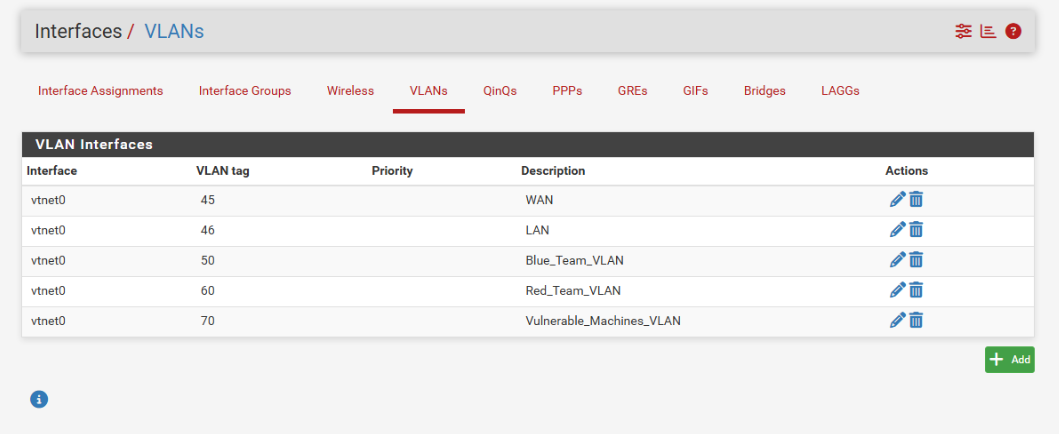 Interfaces / VLANs
Interface Assignments Interface Groups Wireless VLANs QinQs PPPs GREs GIFs Bridges LAGGs
VLAN Interfaces
Interface VLAN tag Priority Description Actions
vtnet0 45 WAN
vtnet0 46 LAN
vtnet0 50 Blue_Team_VLAN
vtnet0 60 Red_Team_VLAN
vtnet0 70 Vulnerable_Machines_VLAN
Add